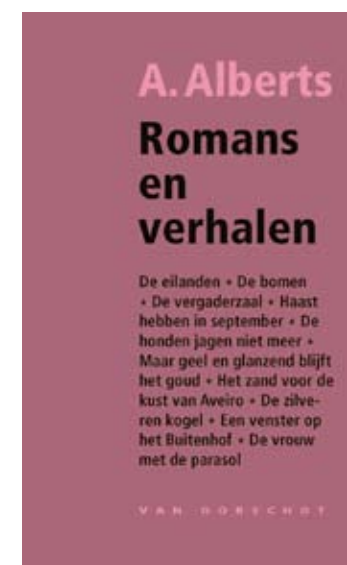 A. Alberts
Romans
en
verhalen
De eilanden • De bomen
• De vergaderzaal • Haast
hebben in september • De
honden jagen niet meer •
Maar geel en glanzend blijft
het goud • Het zand voor de
kust van Aveiro • De zilve-
ren kogel • Een venster op
het Buitenhof • De vrouw
met de parasol
VAN OORSCHOT